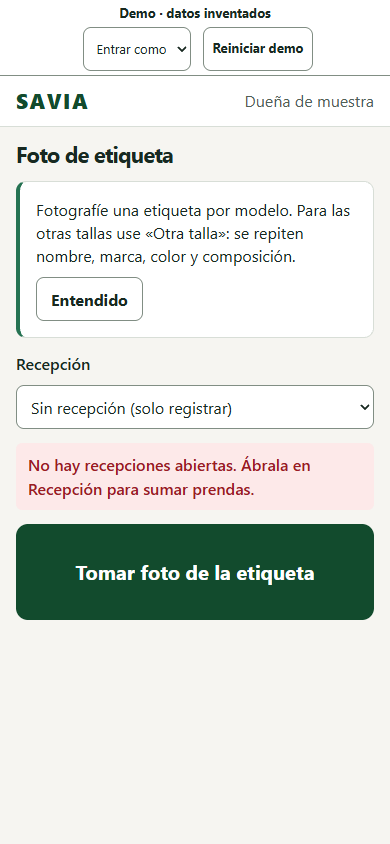 Demo · datos inventados
Entrar como
Reiniciar demo
SAVIA
Dueña de muestra
Foto de etiqueta
Fotografíe una etiqueta por modelo. Para las
otras tallas use «Otra talla»: se repiten
nombre, marca, color y composición.
Entendido
Recepción
Sin recepción (solo registrar)
No hay recepciones abiertas. Ábrala en
Recepción para sumar prendas.
Tomar foto de la etiqueta